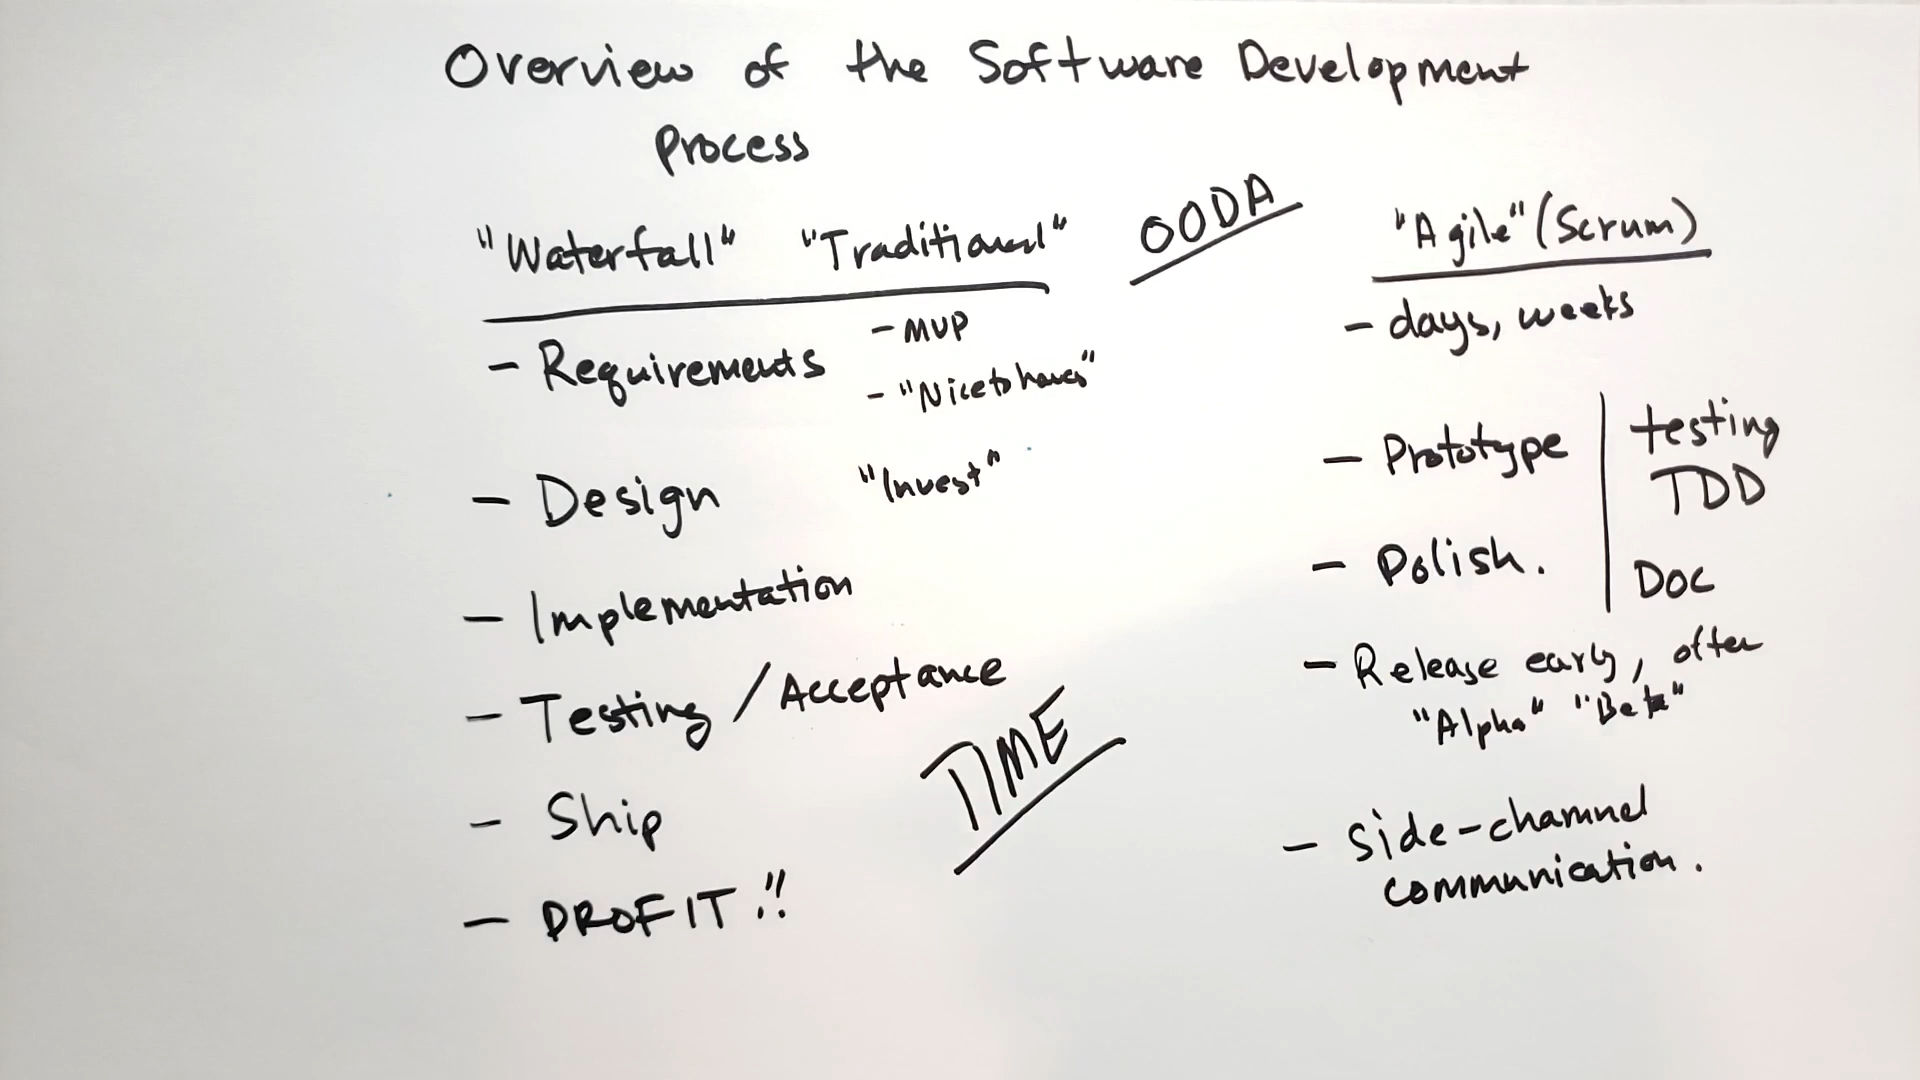 Overview of the Software Development
Process
"Waterfall" "Traditional"
- Requirements
- MVP
- "Nice to haves"
- Design
"Invest"
- Implementation
- Testing / Acceptance
- Ship
- PROFIT!!
OODA
TIME
"Agile" (Scrum)
- days, weeks
- Prototype
- Polish.
testing
TDD
Doc
- Release early, often
"Alpha" "Beta"
- Side-channel
communication.